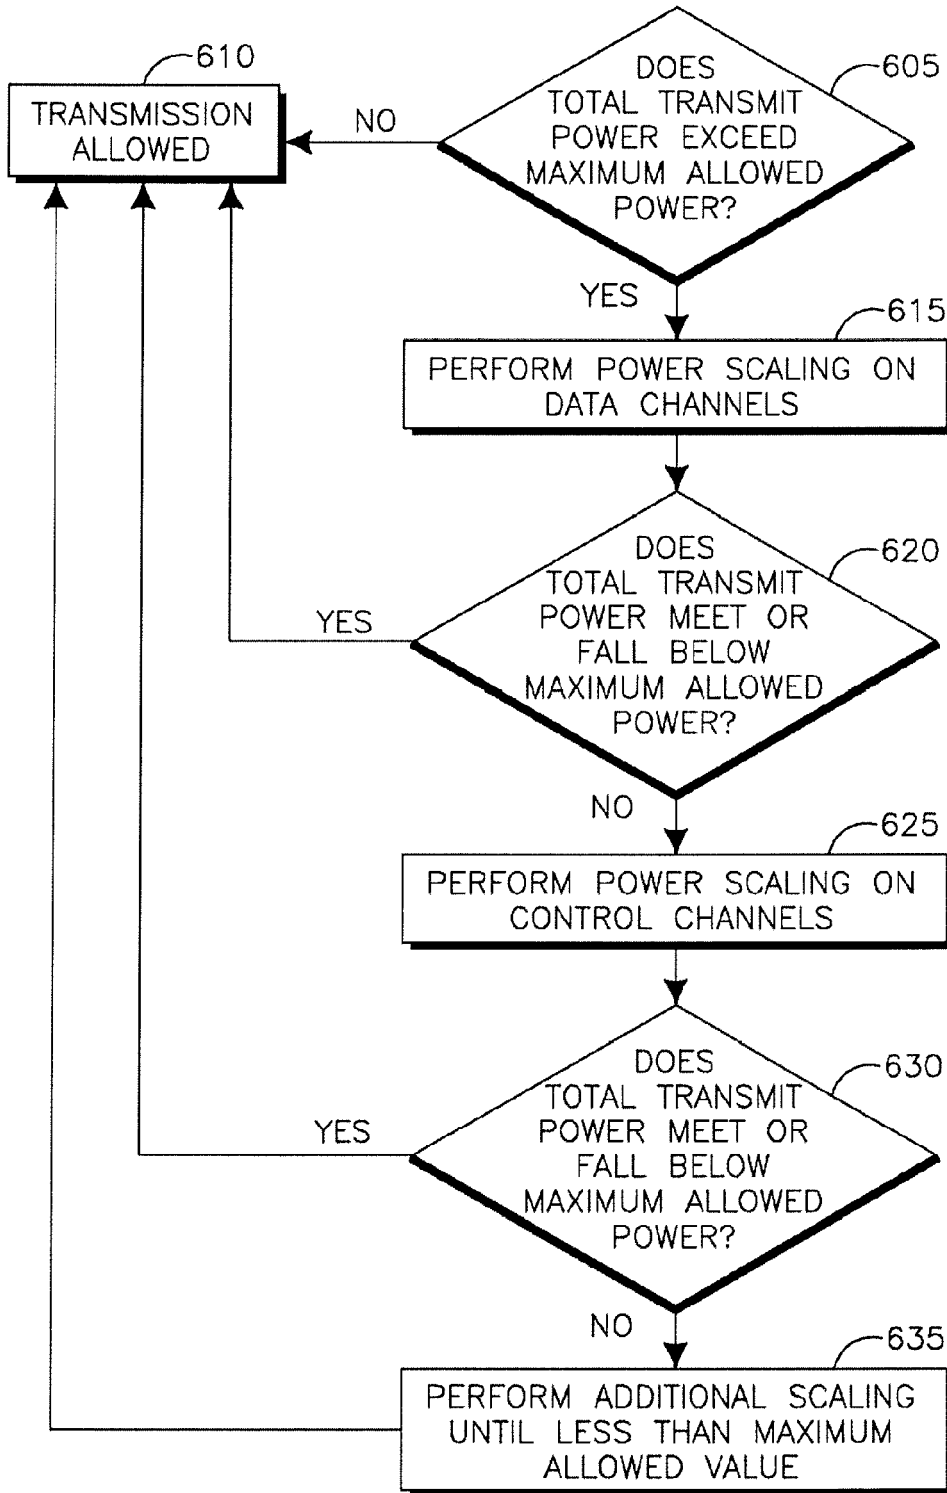 610
TRANSMISSION
ALLOWED
NO
DOES
TOTAL TRANSMIT
POWER EXCEED
MAXIMUM ALLOWED
POWER?
605
YES
615
PERFORM POWER SCALING ON
DATA CHANNELS
DOES
TOTAL TRANSMIT
POWER MEET OR
FALL BELOW
MAXIMUM ALLOWED
POWER?
620
YES
NO
625
PERFORM POWER SCALING ON
CONTROL CHANNELS
DOES
TOTAL TRANSMIT
POWER MEET OR
FALL BELOW
MAXIMUM ALLOWED
POWER?
630
YES
NO
635
PERFORM ADDITIONAL SCALING
UNTIL LESS THAN MAXIMUM
ALLOWED VALUE